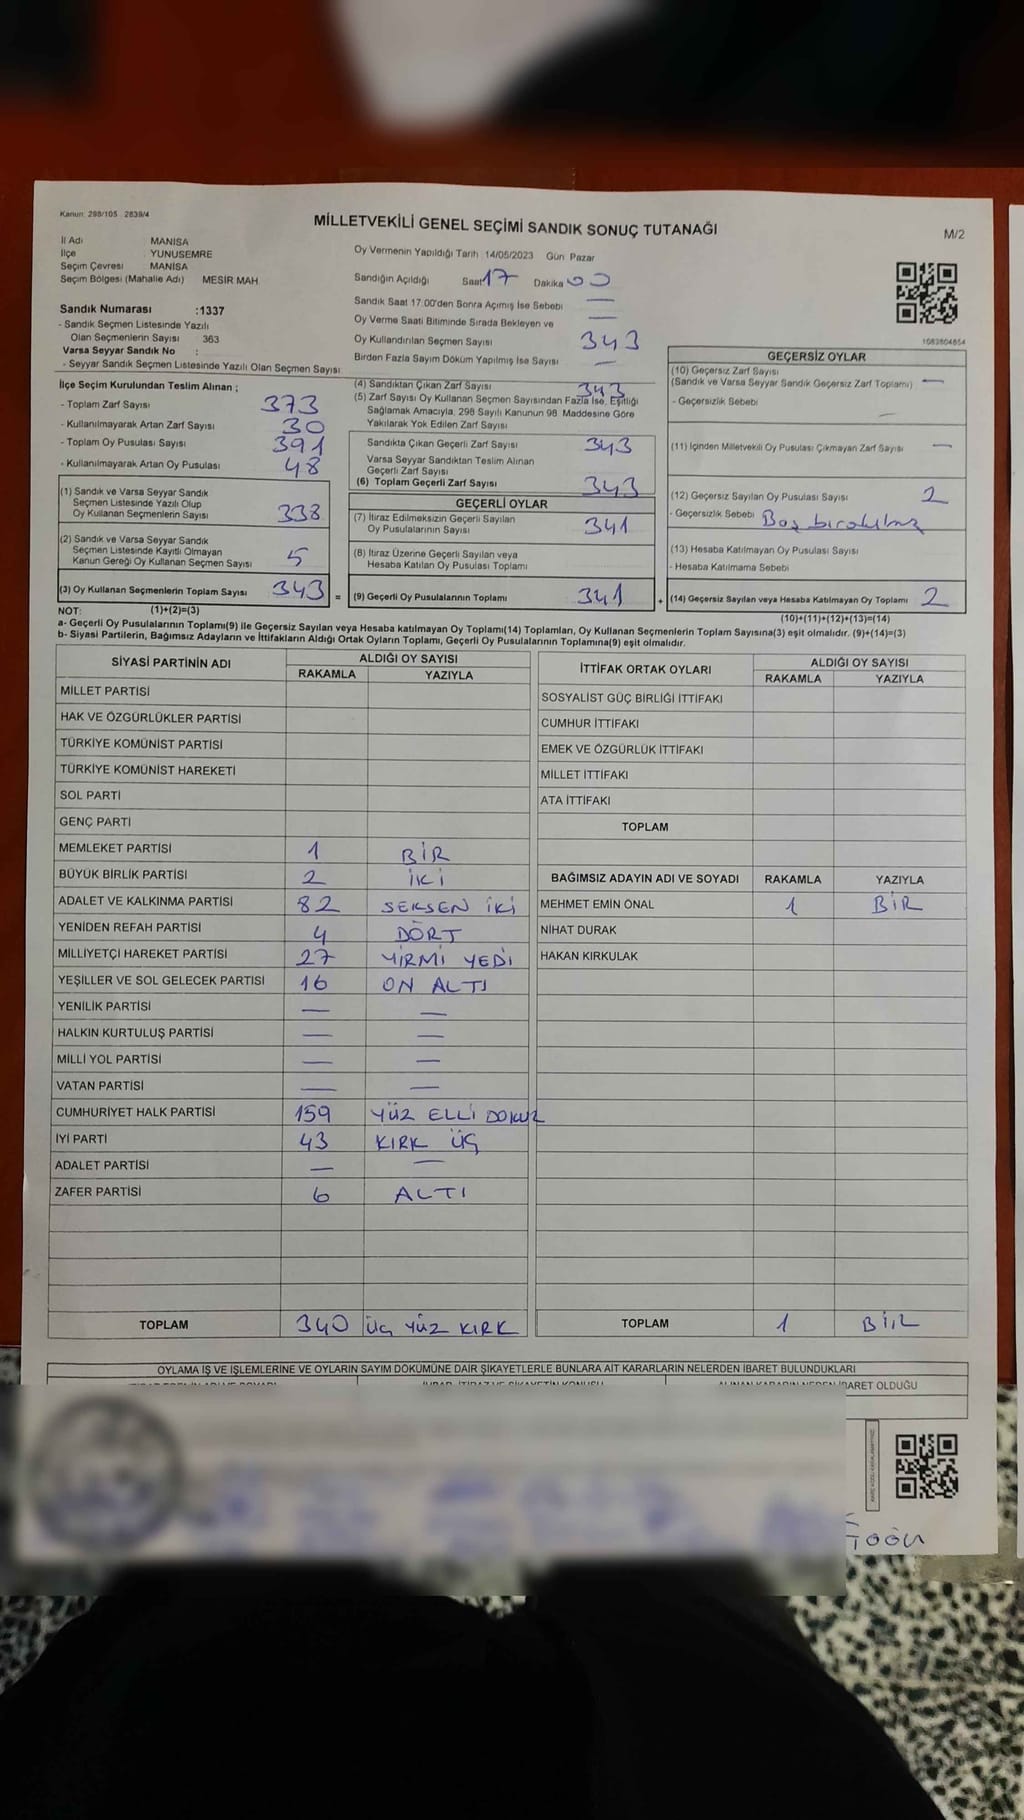 Kanun: 298/105 2839/4
MİLLETVEKİLİ GENEL SEÇİMİ SANDIK SONUÇ TUTANAĞI
M/2
İl Adı MANİSA
İlçe YUNUSEMRE
Seçim Çevresi MANİSA
Seçim Bölgesi (Mahalle Adı) MESİR MAH
Sandık Numarası :1337
- Sandık Seçmen Listesinde Yazılı
Olan Seçmenlerin Sayısı 363
Varsa Seyyar Sandık No :
- Seyyar Sandık Seçmen Listesinde Yazılı Olan Seçmen Sayısı:
Oy Vermenin Yapıldığı Tarih 14/05/2023 Gün Pazar
Sandığın Açıldığı Saat 17 Dakika 00
Sandık Saat 17:00'den Sonra Açılmış İse Sebebi —
Oy Verme Saati Bitiminde Sırada Bekleyen ve —
Oy Kullandırılan Seçmen Sayısı 343
Birden Fazla Sayım Döküm Yapılmış İse Sayısı —
1083804854
İlçe Seçim Kurulundan Teslim Alınan ;
- Toplam Zarf Sayısı 373
- Kullanılmayarak Artan Zarf Sayısı 30
- Toplam Oy Pusulası Sayısı 391
- Kullanılmayarak Artan Oy Pusulası 48
(1) Sandık ve Varsa Seyyar Sandık
Seçmen Listesinde Yazılı Olup
Oy Kullanan Seçmenlerin Sayısı 338
(2) Sandık ve Varsa Seyyar Sandık
Seçmen Listesinde Kayıtlı Olmayan
Kanun Gereği Oy Kullanan Seçmen Sayısı 5
(3) Oy Kullanan Seçmenlerin Toplam Sayısı 343 =
(1)+(2)=(3)
(4) Sandıktan Çıkan Zarf Sayısı 343
(5) Zarf Sayısı Oy Kullanan Seçmen Sayısından Fazla İse, Eşitliği
Sağlamak Amacıyla, 298 Sayılı Kanunun 98. Maddesine Göre
Yakılarak Yok Edilen Zarf Sayısı
Sandıkta Çıkan Geçerli Zarf Sayısı 343
Varsa Seyyar Sandıktan Teslim Alınan
Geçerli Zarf Sayısı
(6) Toplam Geçerli Zarf Sayısı 343
GEÇERLİ OYLAR
(7) İtiraz Edilmeksizin Geçerli Sayılan
Oy Pusulalarının Sayısı 341
(8) İtiraz Üzerine Geçerli Sayılan veya
Hesaba Katılan Oy Pusulası Toplamı
(9) Geçerli Oy Pusulalarının Toplamı 341 +
GEÇERSİZ OYLAR
(10) Geçersiz Zarf Sayısı
(Sandık ve Varsa Seyyar Sandık Geçersiz Zarf Toplamı) —
- Geçersizlik Sebebi —
(11) İçinden Milletvekili Oy Pusulası Çıkmayan Zarf Sayısı —
(12) Geçersiz Sayılan Oy Pusulası Sayısı 2
- Geçersizlik Sebebi Boş
(13) Hesaba Katılmayan Oy Pusulası Sayısı
- Hesaba Katılmama Sebebi
(14) Geçersiz Sayılan veya Hesaba Katılmayan Oy Toplamı 2
(10)+(11)+(12)+(13)=(14)
NOT:
a- Geçerli Oy Pusulalarının Toplamı(9) ile Geçersiz Sayılan veya Hesaba katılmayan Oy Toplamı(14) Toplamları, Oy Kullanan Seçmenlerin Toplam Sayısına(3) eşit olmalıdır. (9)+(14)=(3)
b- Siyasi Partilerin, Bağımsız Adayların ve İttifakların Aldığı Ortak Oyların Toplamı, Geçerli Oy Pusulalarının Toplamına(9) eşit olmalıdır.
SİYASİ PARTİNİN ADI ALDIĞI OY SAYISI
RAKAMLA YAZIYLA
MİLLET PARTİSİ
HAK VE ÖZGÜRLÜKLER PARTİSİ
TÜRKİYE KOMÜNİST PARTİSİ
TÜRKİYE KOMÜNİST HAREKETİ
SOL PARTİ
GENÇ PARTİ
MEMLEKET PARTİSİ 1 BİR
BÜYÜK BİRLİK PARTİSİ 2 İKİ
ADALET VE KALKINMA PARTİSİ 82 SEKSEN İKİ
YENİDEN REFAH PARTİSİ 4 DÖRT
MİLLİYETÇİ HAREKET PARTİSİ 27 YİRMİ YEDİ
YEŞİLLER VE SOL GELECEK PARTİSİ 16 ON ALTI
YENİLİK PARTİSİ — —
HALKIN KURTULUŞ PARTİSİ — —
MİLLİ YOL PARTİSİ — —
VATAN PARTİSİ — —
CUMHURİYET HALK PARTİSİ 159 YÜZ ELLİ DOKUZ
İYİ PARTİ 43 KIRK ÜÇ
ADALET PARTİSİ — —
ZAFER PARTİSİ 6 ALTI
TOPLAM 340 ÜÇ YÜZ KIRK
İTTİFAK ORTAK OYLARI ALDIĞI OY SAYISI
RAKAMLA YAZIYLA
SOSYALİST GÜÇ BİRLİĞİ İTTİFAKI
CUMHUR İTTİFAKI
EMEK VE ÖZGÜRLÜK İTTİFAKI
MİLLET İTTİFAKI
ATA İTTİFAKI
TOPLAM
BAĞIMSIZ ADAYIN ADI VE SOYADI RAKAMLA YAZIYLA
MEHMET EMİN ÖNAL 1 BİR
NİHAT DURAK
HAKAN KIRKULAK
TOPLAM 1 BİR
OYLAMA İŞ VE İŞLEMLERİNE VE OYLARIN SAYIM DÖKÜMÜNE DAİR ŞİKAYETLERLE BUNLARA AİT KARARLARIN NELERDEN İBARET BULUNDUKLARI